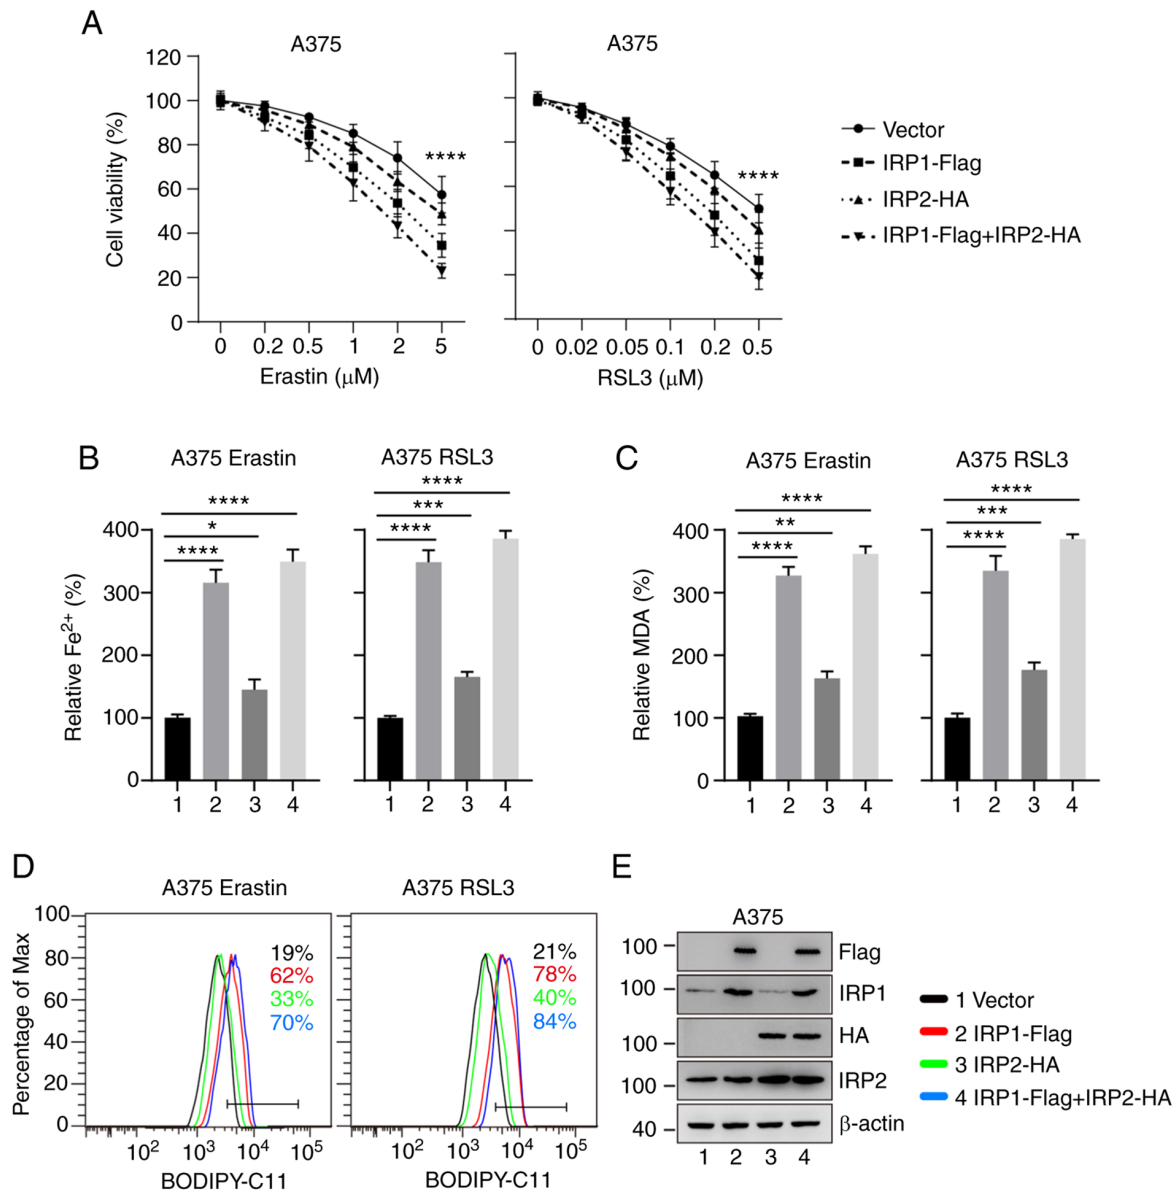 A
A375
A375
120
100
80
60
40
20
0
Cell viability (%)
****
****
0 0.2 0.5 1 2 5
0 0.02 0.05 0.1 0.2 0.5
Erastin (μM)
RSL3 (μM)
Vector
IRP1-Flag
IRP2-HA
IRP1-Flag+IRP2-HA
B
A375 Erastin
A375 RSL3
****
*
****
****
***
****
400
300
200
100
0
Relative Fe2+ (%)
1 2 3 4
1 2 3 4
C
A375 Erastin
A375 RSL3
****
**
****
****
***
****
400
300
200
100
0
Relative MDA (%)
1 2 3 4
1 2 3 4
D
A375 Erastin
A375 RSL3
100
80
60
40
20
0
Percentage of Max
19%
62%
33%
70%
21%
78%
40%
84%
102 103 104 105
102 103 104 105
BODIPY-C11
BODIPY-C11
E
A375
100 Flag
100 IRP1
100 HA
100 IRP2
40 β-actin
1 2 3 4
1 Vector
2 IRP1-Flag
3 IRP2-HA
4 IRP1-Flag+IRP2-HA